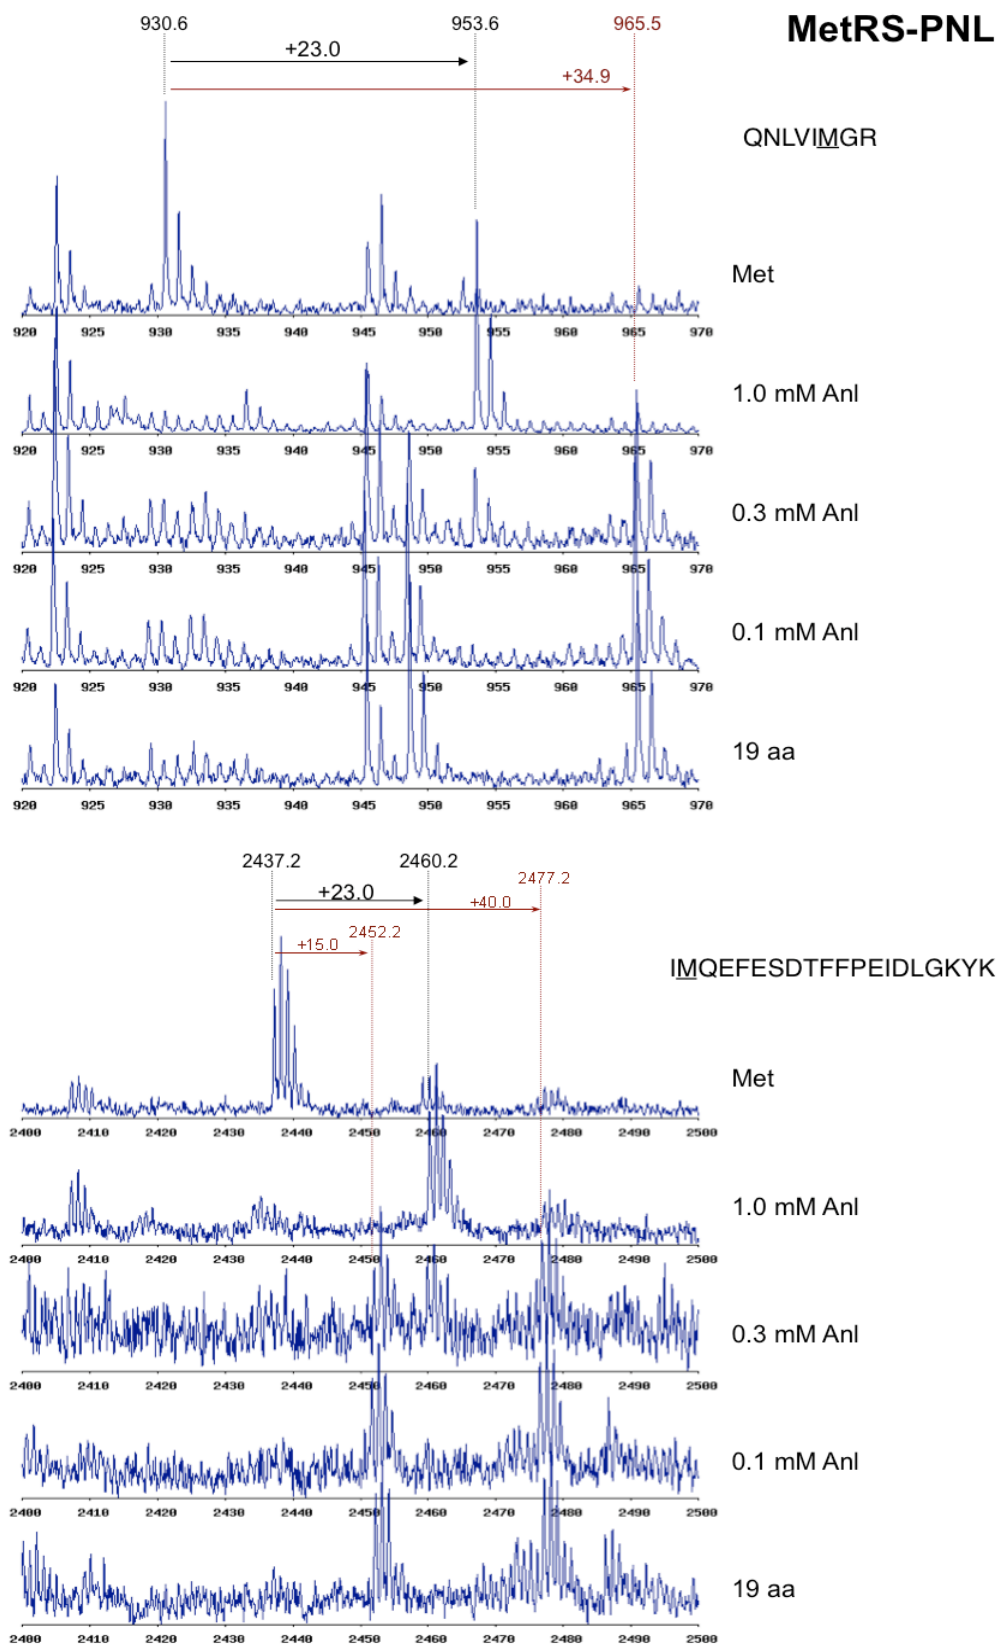 MetRS-PNL
930.6 953.6 965.5
+23.0
+34.9
QNLVIMGR
Met
920 925 930 935 940 945 950 955 960 965 970
1.0 mM Anl
920 925 930 935 940 945 950 955 960 965 970
0.3 mM Anl
920 925 930 935 940 945 950 955 960 965 970
0.1 mM Anl
920 925 930 935 940 945 950 955 960 965 970
19 aa
920 925 930 935 940 945 950 955 960 965 970
2437.2 2460.2
2477.2
+23.0
+40.0
2452.2
+15.0
IMQEFESDTFFPEIDLGKYK
Met
2400 2410 2420 2430 2440 2450 2460 2470 2480 2490 2500
1.0 mM Anl
2400 2410 2420 2430 2440 2450 2460 2470 2480 2490 2500
0.3 mM Anl
2400 2410 2420 2430 2440 2450 2460 2470 2480 2490 2500
0.1 mM Anl
2400 2410 2420 2430 2440 2450 2460 2470 2480 2490 2500
19 aa
2400 2410 2420 2430 2440 2450 2460 2470 2480 2490 2500